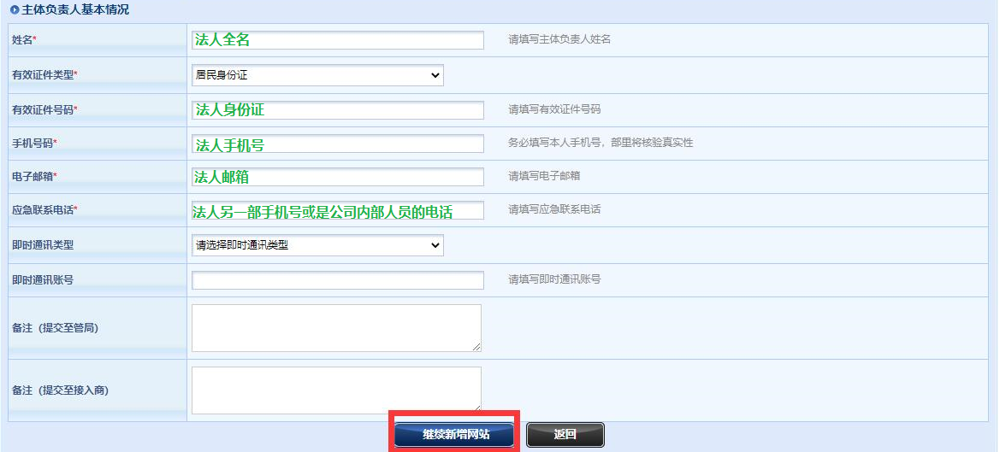 主体负责人基本情况
姓名* 法人全名 请填写主体负责人姓名
有效证件类型* 居民身份证
有效证件号码* 法人身份证 请填写有效证件号码
手机号码* 法人手机号 务必填写本人手机号，部里将核验真实性
电子邮箱* 法人邮箱 请填写电子邮箱
应急联系电话* 法人另一部手机号或是公司内部人员的电话 请填写应急联系电话
即时通讯类型 请选择即时通讯类型
即时通讯账号 请填写即时通讯账号
备注（提交至管局）
备注（提交至接入商）
继续新增网站 返回